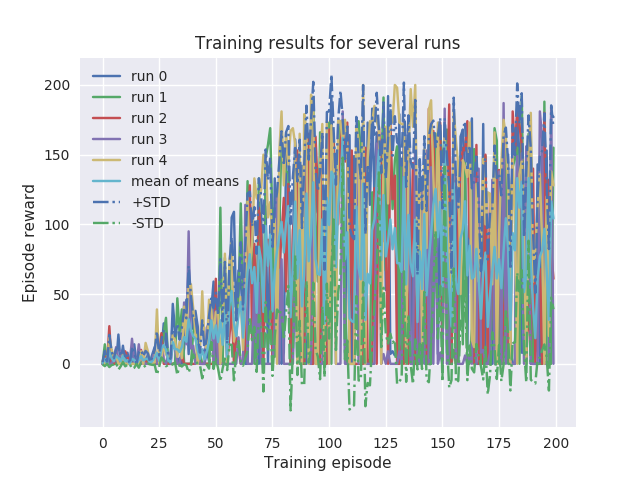 Training results for several runs
run 0
run 1
run 2
run 3
run 4
mean of means
+STD
-STD
Episode reward
200
150
100
50
0
0 25 50 75 100 125 150 175 200
Training episode